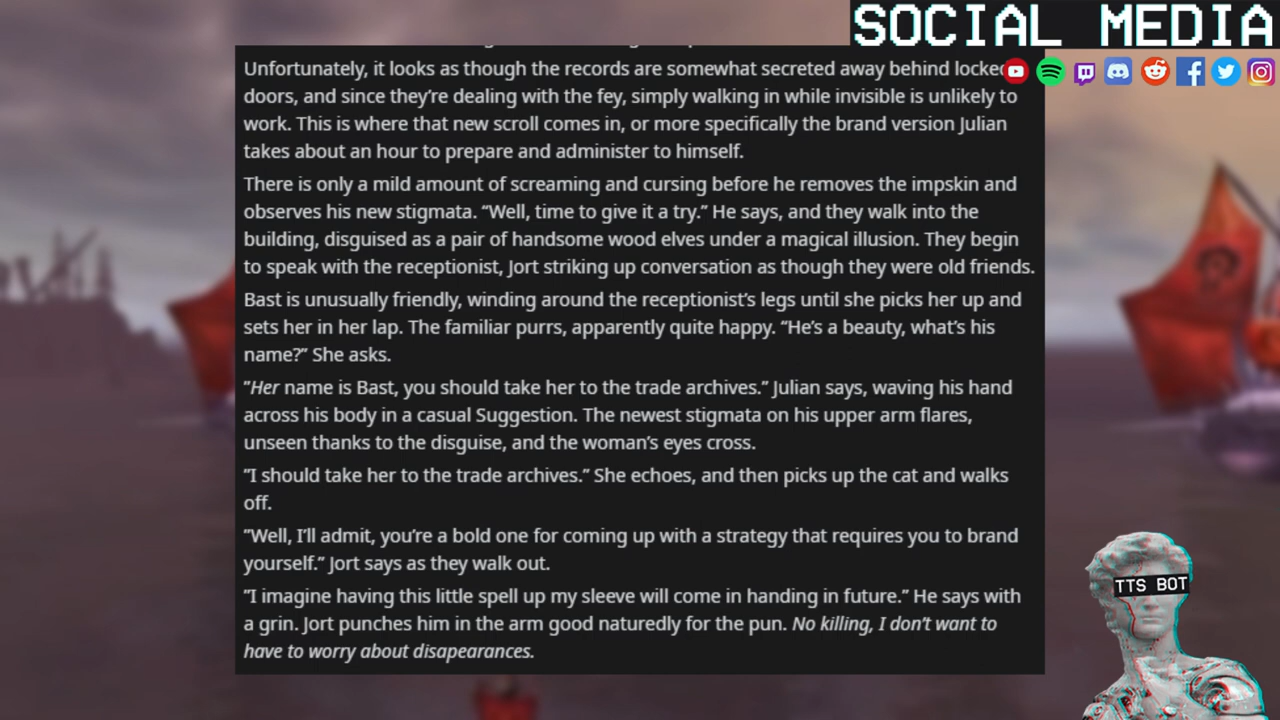 SOCIAL MEDIA
Unfortunately, it looks as though the records are somewhat secreted away behind locked
doors, and since they're dealing with the fey, simply walking in while invisible is unlikely to
work. This is where that new scroll comes in, or more specifically the brand version Julian
takes about an hour to prepare and administer to himself.
There is only a mild amount of screaming and cursing before he removes the impskin and
observes his new stigmata. “Well, time to give it a try.” He says, and they walk into the
building, disguised as a pair of handsome wood elves under a magical illusion. They begin
to speak with the receptionist, Jort striking up conversation as though they were old friends.
Bast is unusually friendly, winding around the receptionist’s legs until she picks her up and
sets her in her lap. The familiar purrs, apparently quite happy. “He’s a beauty, what’s his
name?” She asks.
“Her name is Bast, you should take her to the trade archives.” Julian says, waving his hand
across his body in a casual Suggestion. The newest stigmata on his upper arm flares,
unseen thanks to the disguise, and the woman’s eyes cross.
“I should take her to the trade archives.” She echoes, and then picks up the cat and walks
off.
“Well, I’ll admit, you’re a bold one for coming up with a strategy that requires you to brand
yourself.” Jort says as they walk out.
“I imagine having this little spell up my sleeve will come in handing in future.” He says with
a grin. Jort punches him in the arm good naturedly for the pun. No killing, I don’t want to
have to worry about disapearances.
TTS BOT